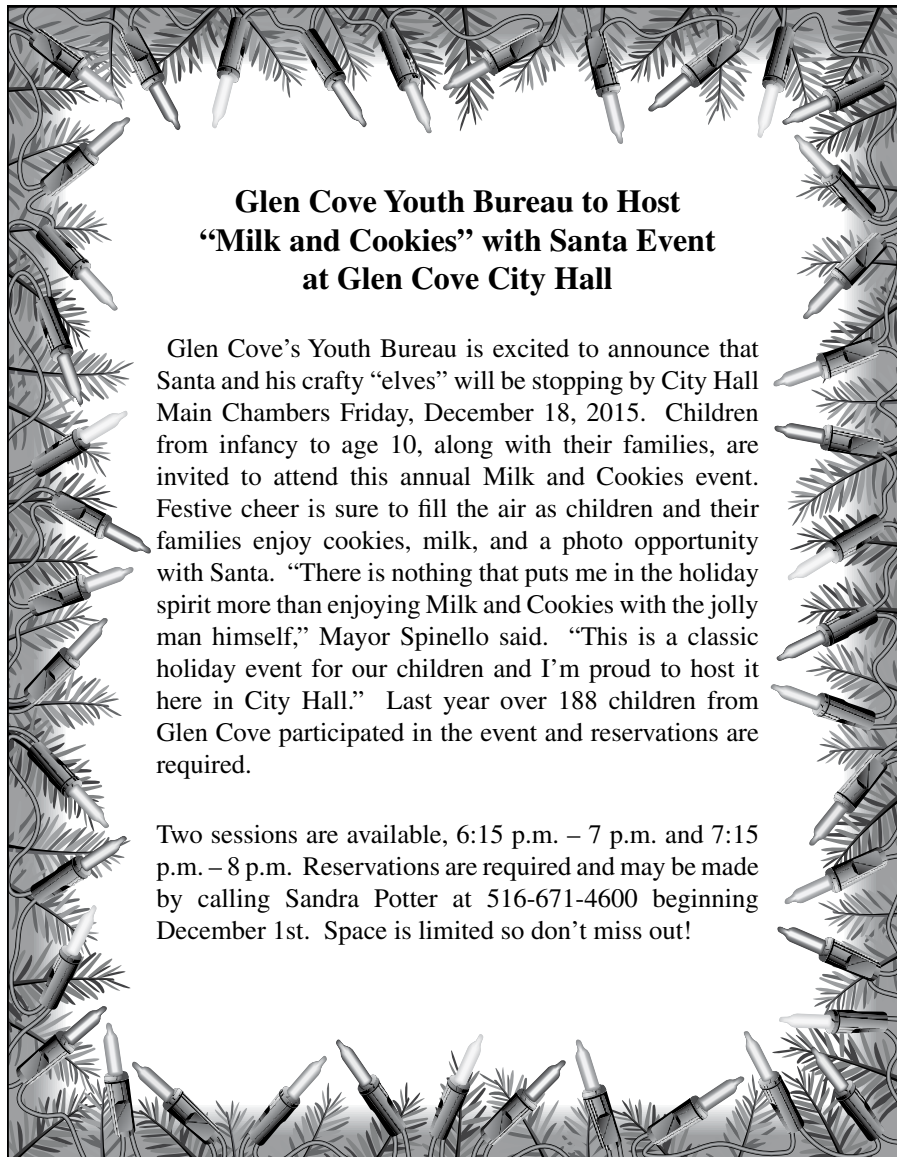 Glen Cove Youth Bureau to Host
“Milk and Cookies” with Santa Event
at Glen Cove City Hall
Glen Cove’s Youth Bureau is excited to announce that
Santa and his crafty “elves” will be stopping by City Hall
Main Chambers Friday, December 18, 2015.  Children
from infancy to age 10, along with their families, are
invited to attend this annual Milk and Cookies event.
Festive cheer is sure to fill the air as children and their
families enjoy cookies, milk, and a photo opportunity
with Santa.  “There is nothing that puts me in the holiday
spirit more than enjoying Milk and Cookies with the jolly
man himself,” Mayor Spinello said.  “This is a classic
holiday event for our children and I’m proud to host it
here in City Hall.”  Last year over 188 children from
Glen Cove participated in the event and reservations are
required.
Two sessions are available, 6:15 p.m. – 7 p.m. and 7:15
p.m. – 8 p.m.  Reservations are required and may be made
by calling Sandra Potter at 516-671-4600 beginning
December 1st.  Space is limited so don’t miss out!